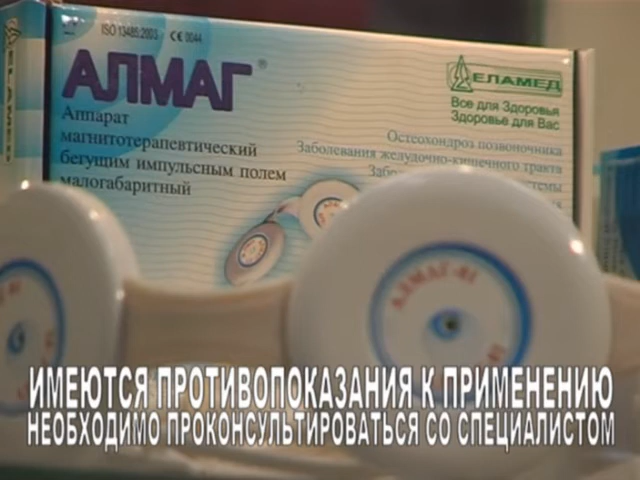 ISO 13485:2003 CE 0044
АЛМАГ®
ЕЛАМЕД
Все для Здоровья
Здоровье для Вас
Аппарат
магнитотерапевтический
бегущим импульсным полем
малогабаритный
Остеохондроз позвоночника
Заболевания желудочно-кишечного тракта
ELAMED
АЛМАГ-01
ИМЕЮТСЯ ПРОТИВОПОКАЗАНИЯ К ПРИМЕНЕНИЮ
НЕОБХОДИМО ПРОКОНСУЛЬТИРОВАТЬСЯ СО СПЕЦИАЛИСТОМ